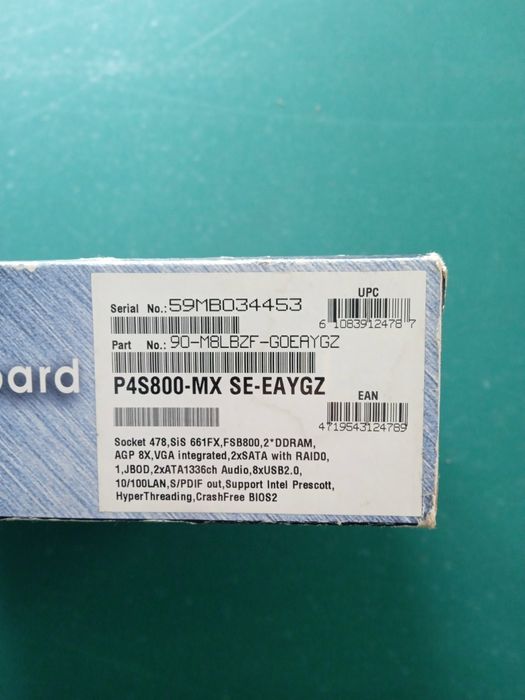 oard
Serial No.: 59MB034453
UPC
6 10839 12478 7
Part No.: 90-M8LBZF-G0EAYGZ
P4S800-MX SE-EAYGZ
EAN
4719543124789
Socket 478,SiS 661FX,FSB800,2*DDRAM,
AGP 8X,VGA integrated,2xSATA with RAID0,
1,JBOD,2xATA1336ch Audio,8xUSB2.0,
10/100LAN,S/PDIF out,Support Intel Prescott,
HyperThreading,CrashFree BIOS2